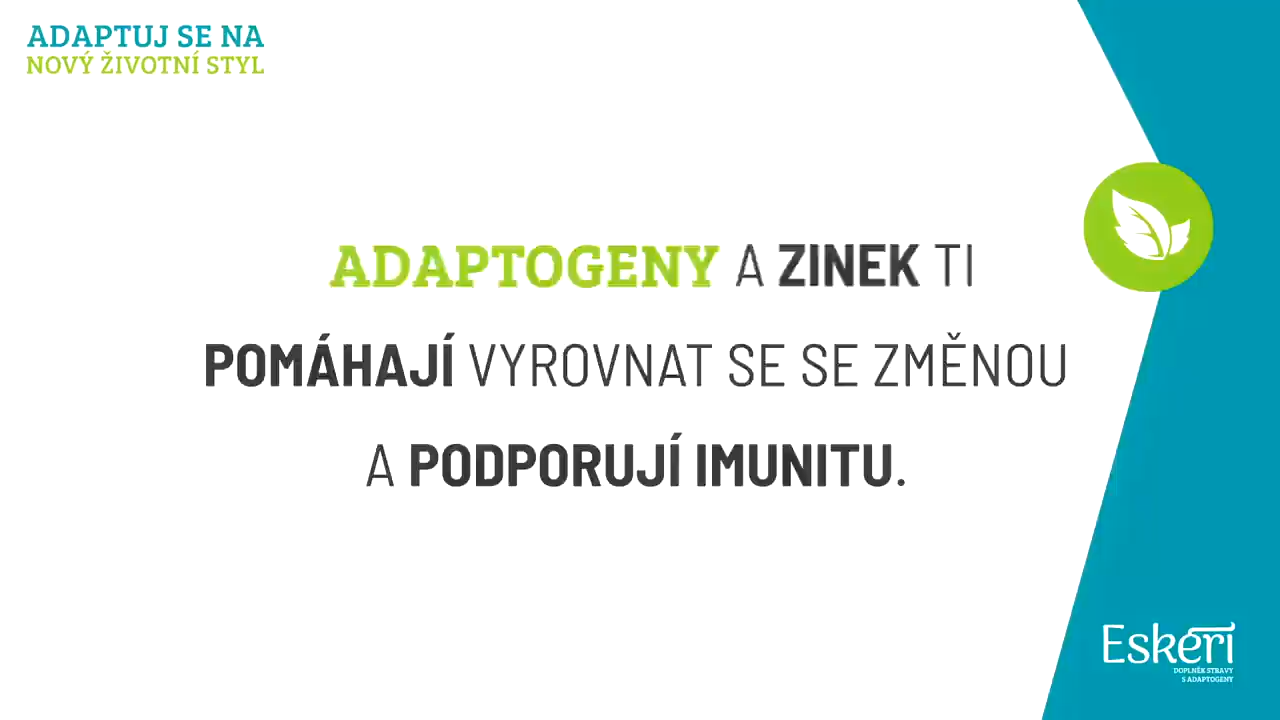 ADAPTUJ SE NA
NOVÝ ŽIVOTNÍ STYL
ADAPTOGENY A ZINEK TI
POMÁHAJÍ VYROVNAT SE SE ZMĚNOU
A PODPORUJÍ IMUNITU.
Eskeri
DOPLNĚK STRAVY
S ADAPTOGENY